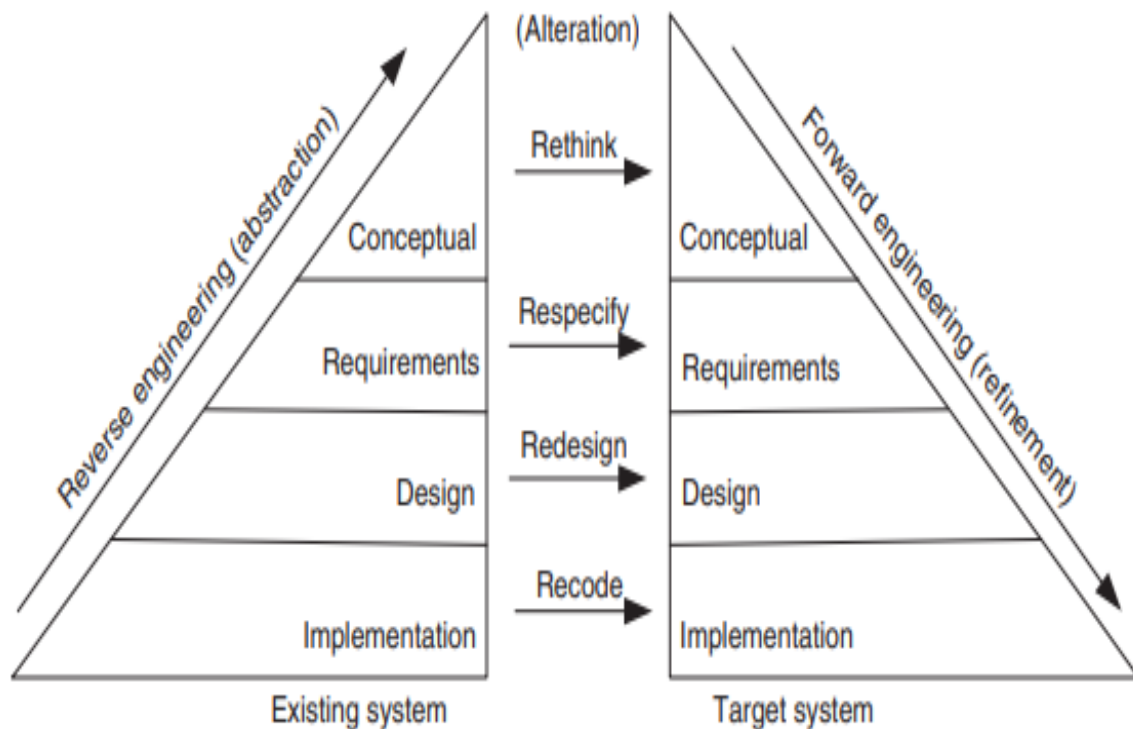 (Alteration)
Reverse engineering (abstraction)
Rethink
Forward engineering (refinement)
Conceptual
Conceptual
Respecify
Requirements
Requirements
Redesign
Design
Design
Recode
Implementation
Implementation
Existing system
Target system